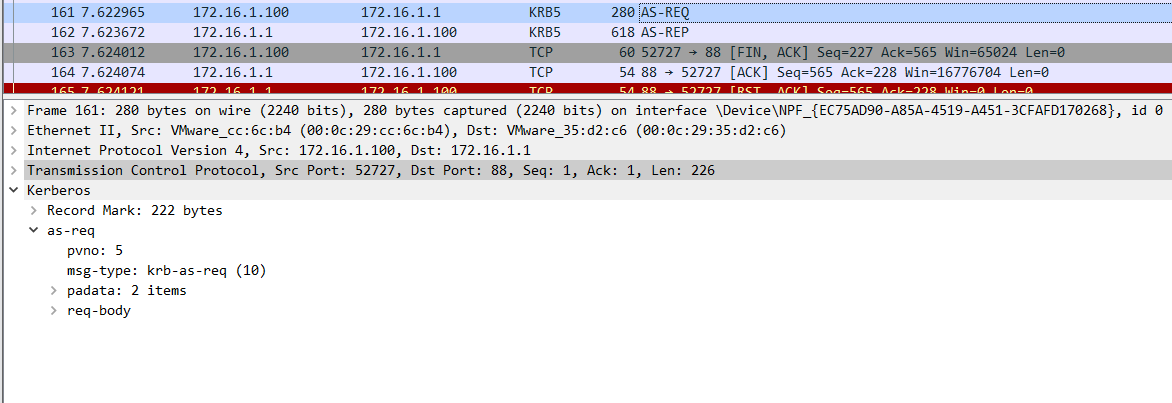 161 7.622965 172.16.1.100 172.16.1.1 KRB5 280 AS-REQ
162 7.623672 172.16.1.1 172.16.1.100 KRB5 618 AS-REP
163 7.624012 172.16.1.100 172.16.1.1 TCP 60 52727 → 88 [FIN, ACK] Seq=227 Ack=565 Win=65024 Len=0
164 7.624074 172.16.1.1 172.16.1.100 TCP 54 88 → 52727 [ACK] Seq=565 Ack=228 Win=16776704 Len=0
165 7.624121 172.16.1.1 172.16.1.100 TCP 54 88 → 52727 [RST, ACK] Seq=565 Ack=228 Win=0 Len=0
Frame 161: 280 bytes on wire (2240 bits), 280 bytes captured (2240 bits) on interface \Device\NPF_{EC75AD90-A85A-4519-A451-3CFAFD170268}, id 0
Ethernet II, Src: VMware_cc:6c:b4 (00:0c:29:cc:6c:b4), Dst: VMware_35:d2:c6 (00:0c:29:35:d2:c6)
Internet Protocol Version 4, Src: 172.16.1.100, Dst: 172.16.1.1
Transmission Control Protocol, Src Port: 52727, Dst Port: 88, Seq: 1, Ack: 1, Len: 226
Kerberos
Record Mark: 222 bytes
as-req
pvno: 5
msg-type: krb-as-req (10)
padata: 2 items
req-body